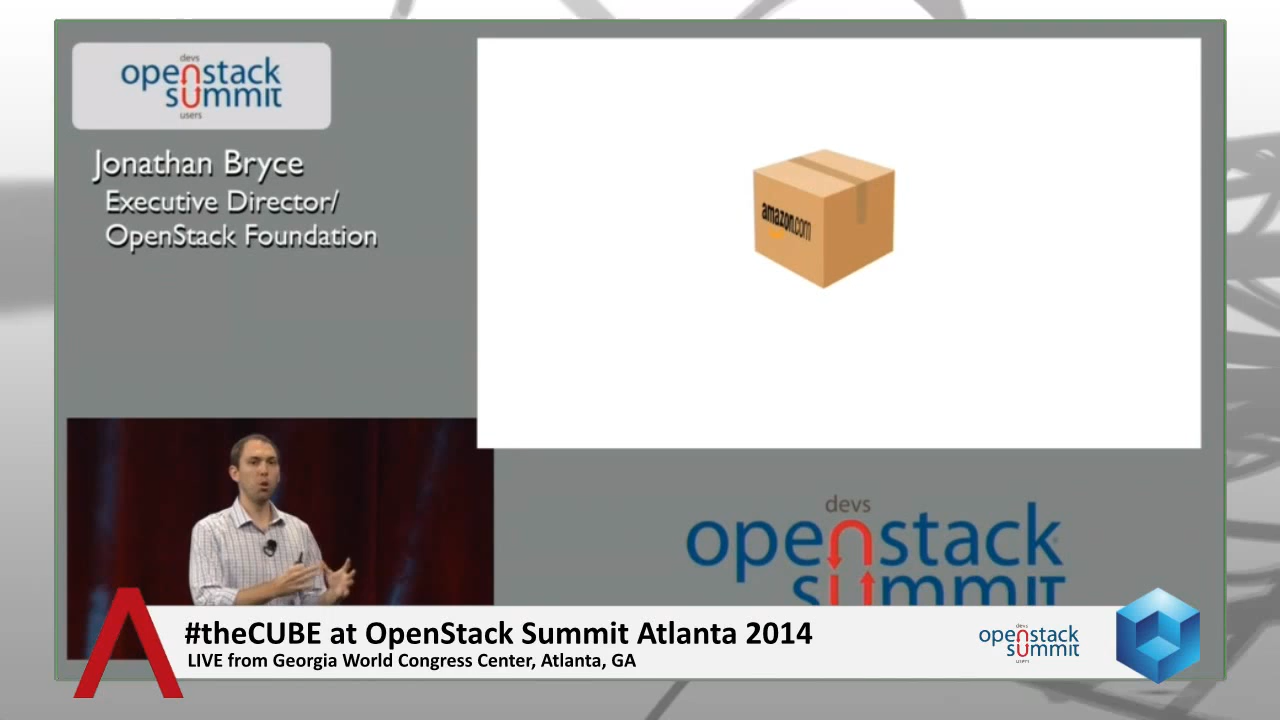 devs
openstack
summit
users
Jonathan Bryce
Executive Director/
OpenStack Foundation
amazon.com
devs
openstack
summit
#theCUBE at OpenStack Summit Atlanta 2014
LIVE from Georgia World Congress Center, Atlanta, GA
devs
openstack
summit
users